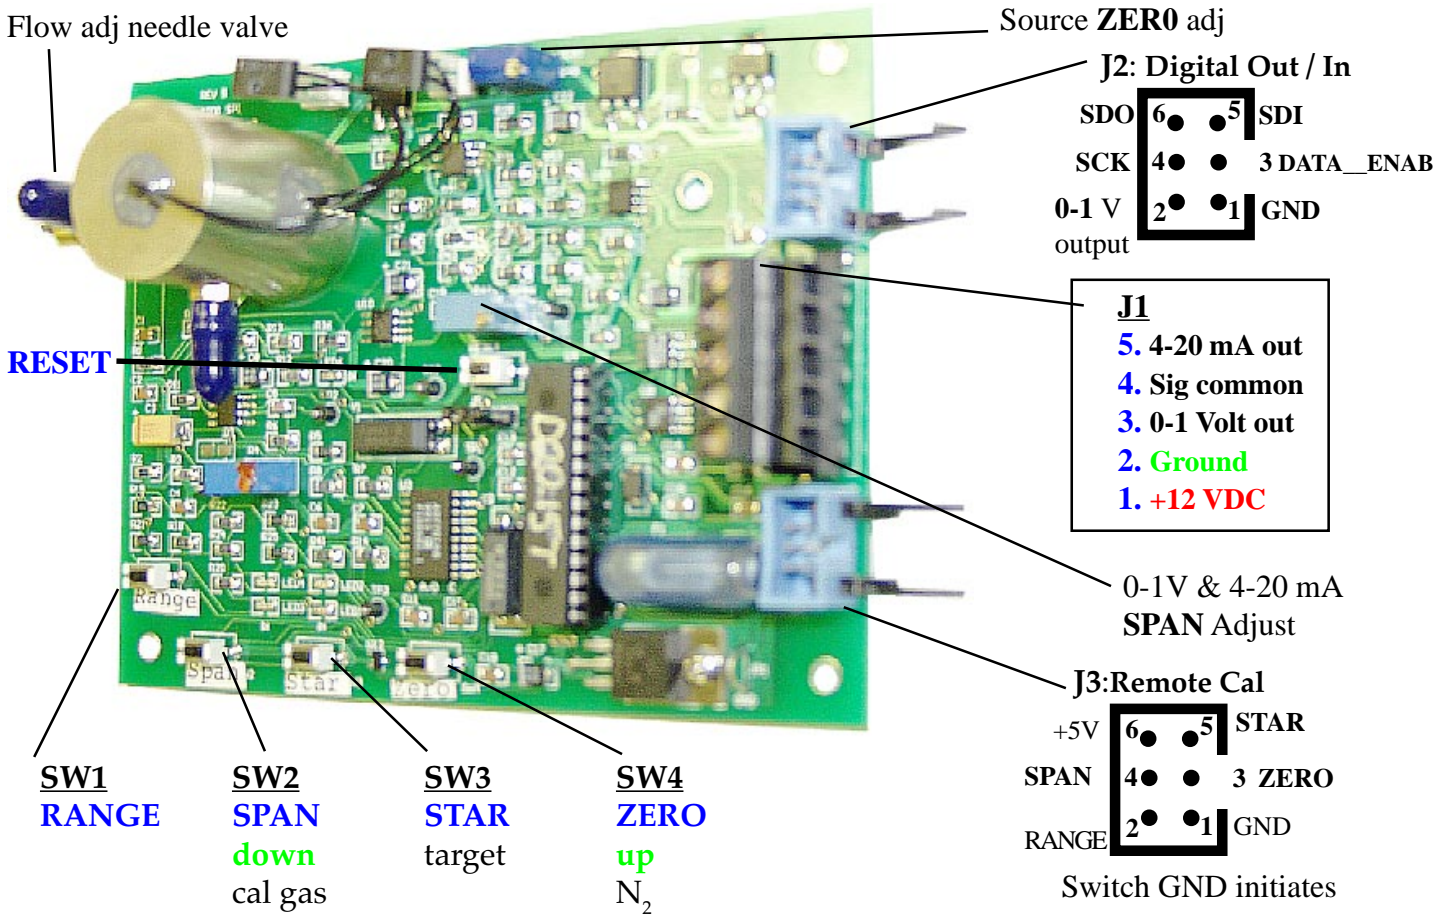 Flow adj needle valve
Source ZER0 adj
J2: Digital Out / In
SDO 6 5 SDI
SCK 4 3 DATA__ENAB
0-1 V 2 1 GND
output
J1
5. 4-20 mA out
4. Sig common
3. 0-1 Volt out
2. Ground
1. +12 VDC
RESET
REV B
0-1V & 4-20 mA
SPAN Adjust
Range
Span
Star
Zero
J3:Remote Cal
+5V 6 5 STAR
SPAN 4 3 ZERO
RANGE 2 1 GND
Switch GND initiates
SW1
RANGE
SW2
SPAN
down
cal gas
SW3
STAR
target
SW4
ZERO
up
N2